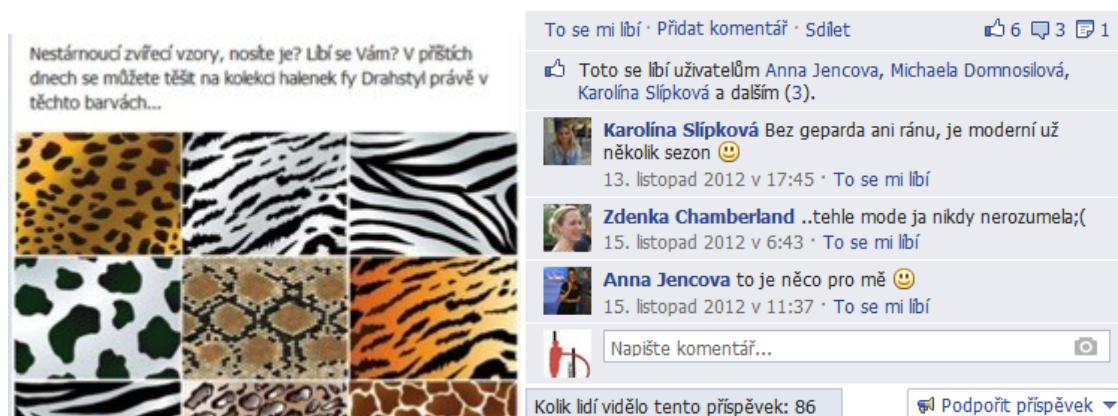 Nestárnoucí zvířecí vzory, nosíte je? Líbí se Vám? V příštích
dnech se můžete těšit na kolekci halenek fy Drahstyl právě v
těchto barvách...
To se mi líbí · Přidat komentář · Sdílet 6 3 1
Toto se líbí uživatelům Anna Jencova, Michaela Domnosilová,
Karolína Slípková a dalším (3).
Karolína Slípková Bez geparda ani ránu, je moderní už
několik sezon
13. listopad 2012 v 17:45 · To se mi líbí
Zdenka Chamberland ..tehle mode ja nikdy nerozumela;(
15. listopad 2012 v 6:43 · To se mi líbí
Anna Jencova to je něco pro mě
15. listopad 2012 v 11:37 · To se mi líbí
Napište komentář...
Kolik lidí vidělo tento příspěvek: 86
Podpořit příspěvek